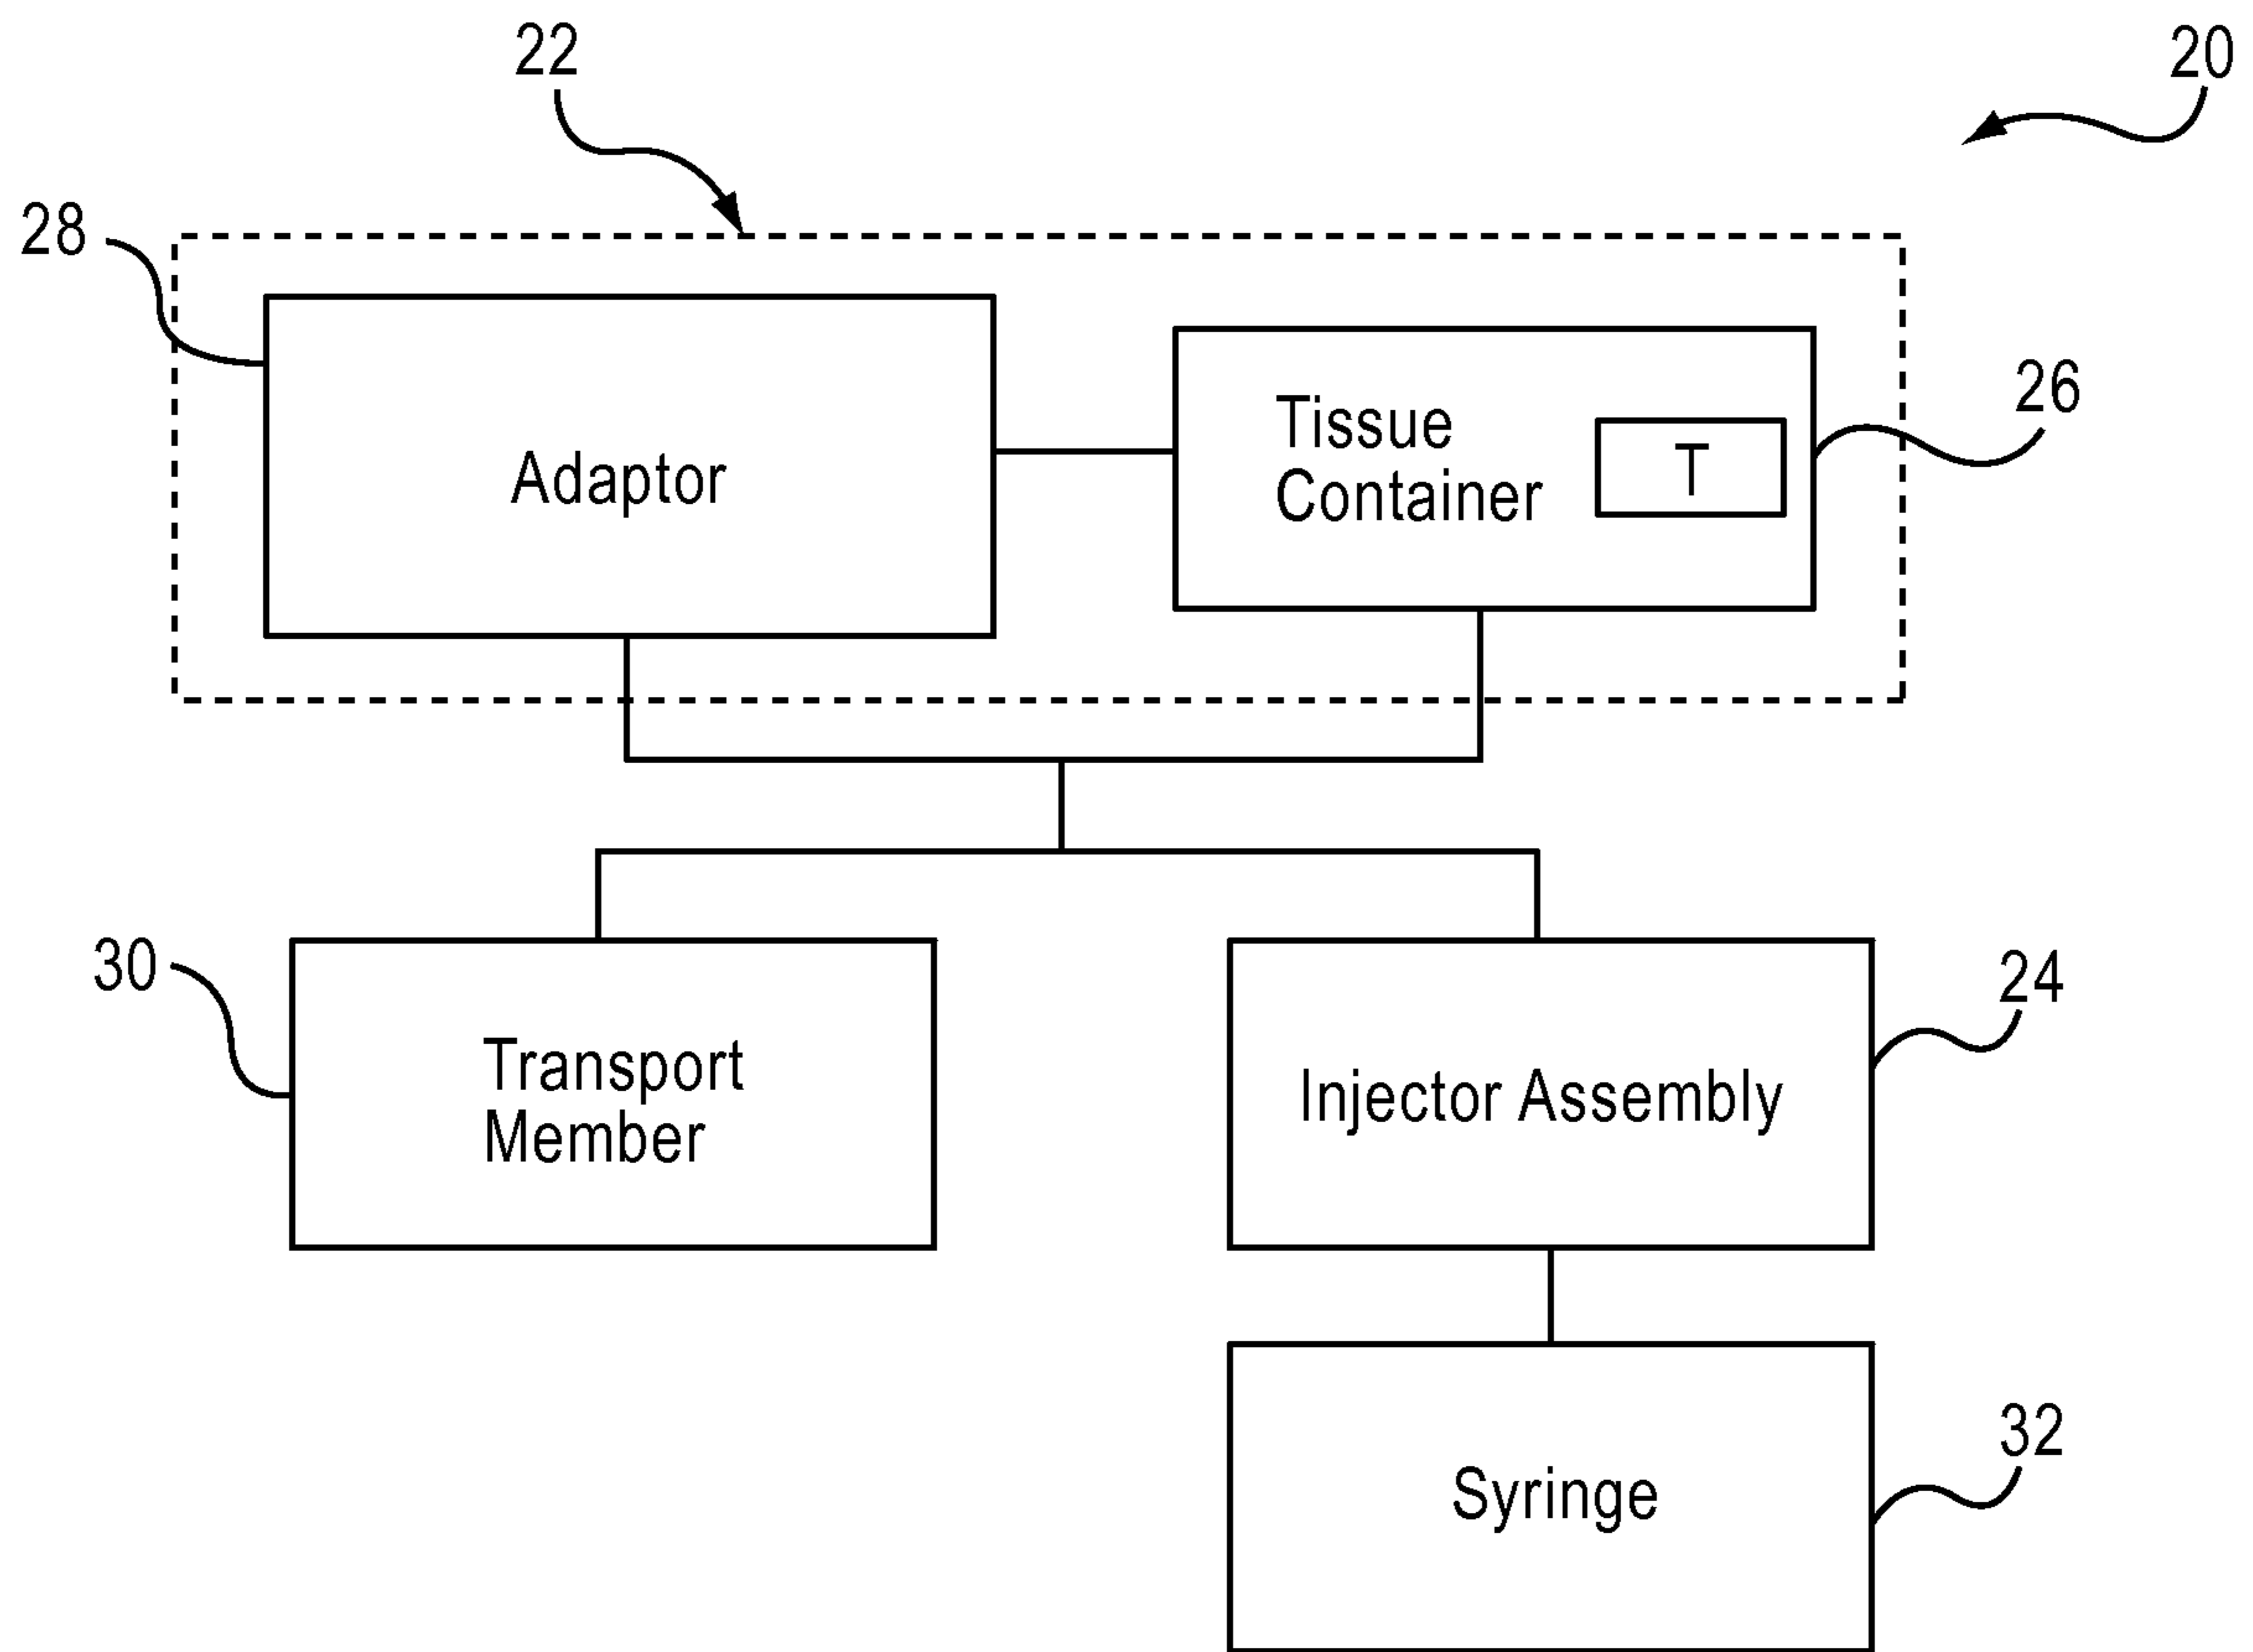 22
20
28
26
Adaptor
Tissue
Container
T
30
24
Transport
Member
Injector Assembly
32
Syringe